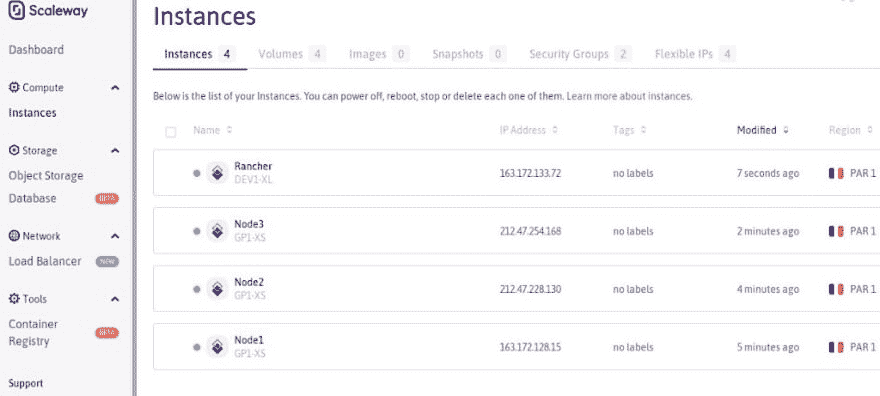 Scaleway
Dashboard
Compute
Instances
Storage
Object Storage
Database BETA
Network
Load Balancer NEW
Tools
Container
Registry BETA
Support
Instances
Instances 4 Volumes 4 Images 0 Snapshots 0 Security Groups 2 Flexible IPs 4
Below is the list of your Instances. You can power off, reboot, stop or delete each one of them. Learn more about instances.
Name IP Address Tags Modified Region
Rancher
DEV1-XL
163.172.133.72 no labels 7 seconds ago PAR 1
Node3
GP1-XS
212.47.254.168 no labels 2 minutes ago PAR 1
Node2
GP1-XS
212.47.228.130 no labels 4 minutes ago PAR 1
Node1
GP1-XS
163.172.128.15 no labels 5 minutes ago PAR 1